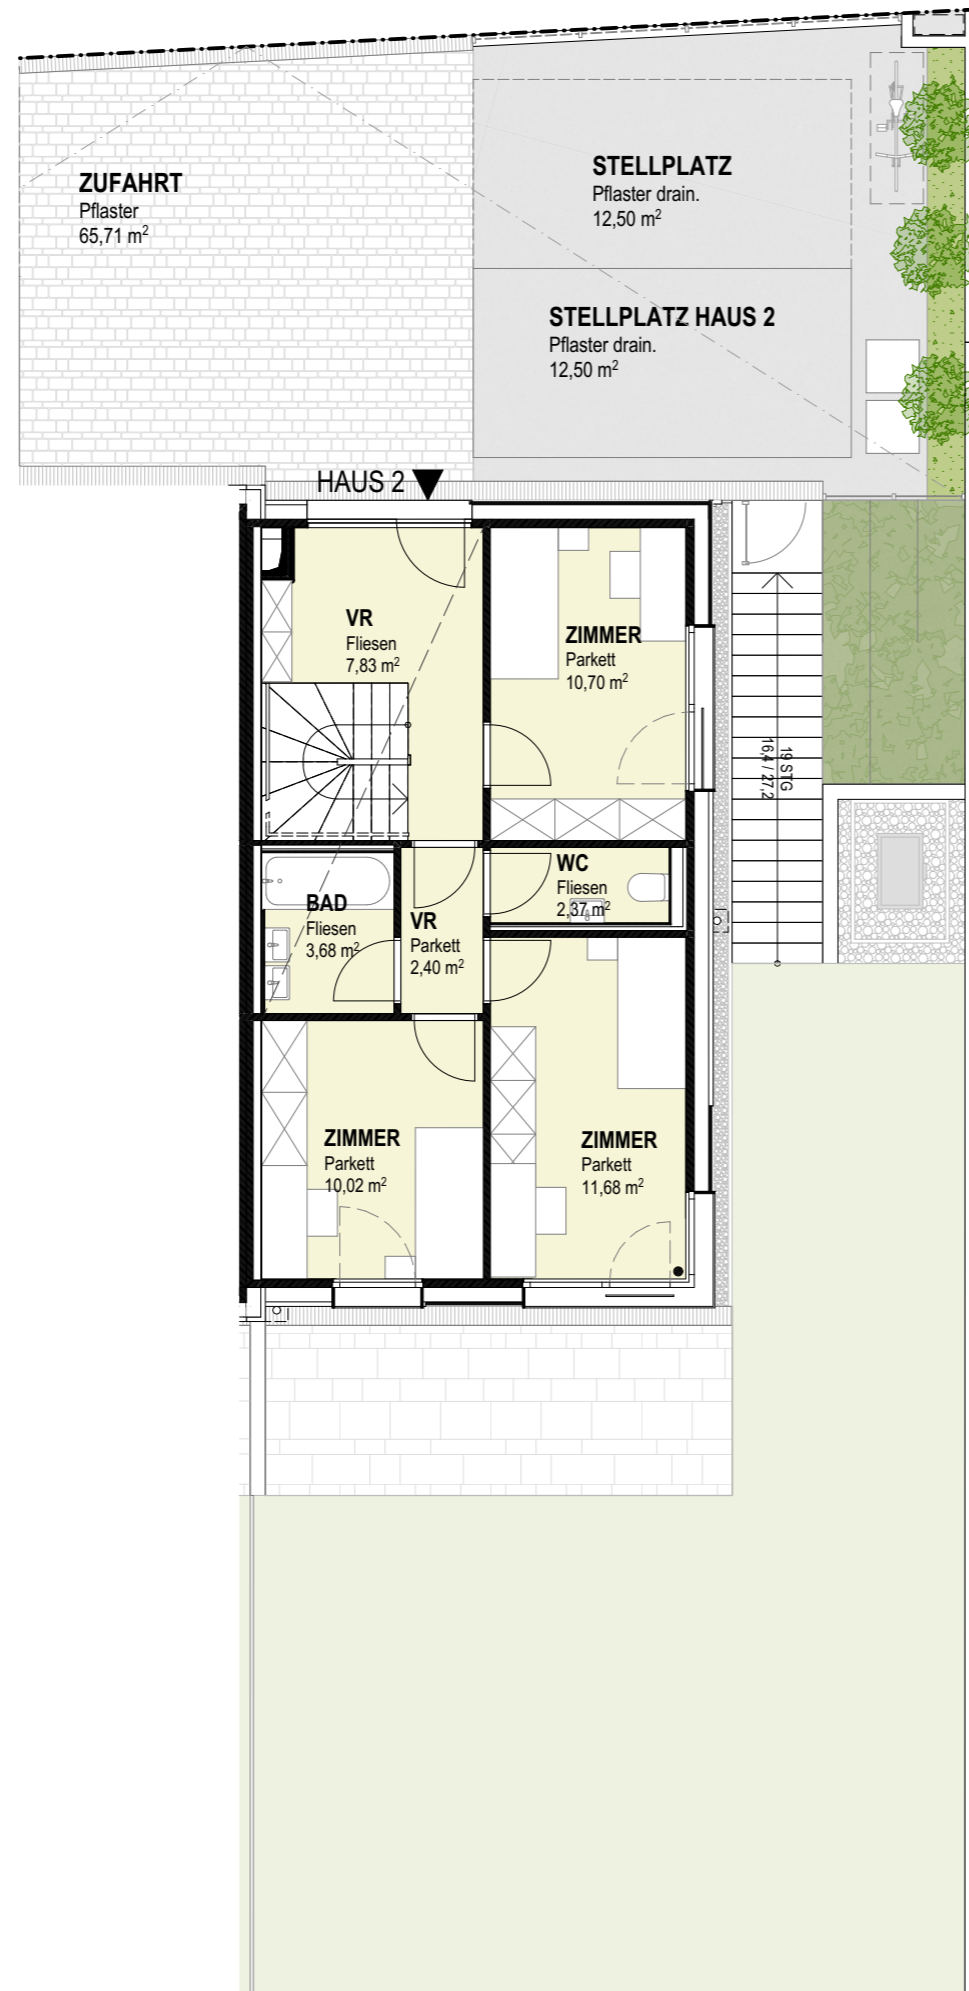 ZUFAHRT
Pflaster
65,71 m²
STELLPLATZ
Pflaster drain.
12,50 m²
STELLPLATZ HAUS 2
Pflaster drain.
12,50 m²
HAUS 2
VR
Fliesen
7,83 m²
ZIMMER
Parkett
10,70 m²
19 STG
16,4 / 27,2
WC
Fliesen
2,37 m²
BAD
Fliesen
3,68 m²
VR
Parkett
2,40 m²
ZIMMER
Parkett
10,02 m²
ZIMMER
Parkett
11,68 m²